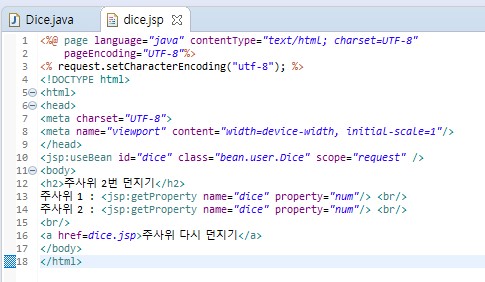 Dice.java
dice.jsp
1 <%@ page language="java" contentType="text/html; charset=UTF-8"
2 pageEncoding="UTF-8"%>
3 <% request.setCharacterEncoding("utf-8"); %>
4 <!DOCTYPE html>
5 <html>
6 <head>
7 <meta charset="UTF-8">
8 <meta name="viewport" content="width=device-width, initial-scale=1"/>
9 </head>
10 <jsp:useBean id="dice" class="bean.user.Dice" scope="request" />
11 <body>
12 <h2>주사위 2번 던지기</h2>
13 주사위 1 : <jsp:getProperty name="dice" property="num"/> <br/>
14 주사위 2 : <jsp:getProperty name="dice" property="num"/> <br/>
15 <br/>
16 <a href=dice.jsp>주사위 다시 던지기</a>
17 </body>
18 </html>